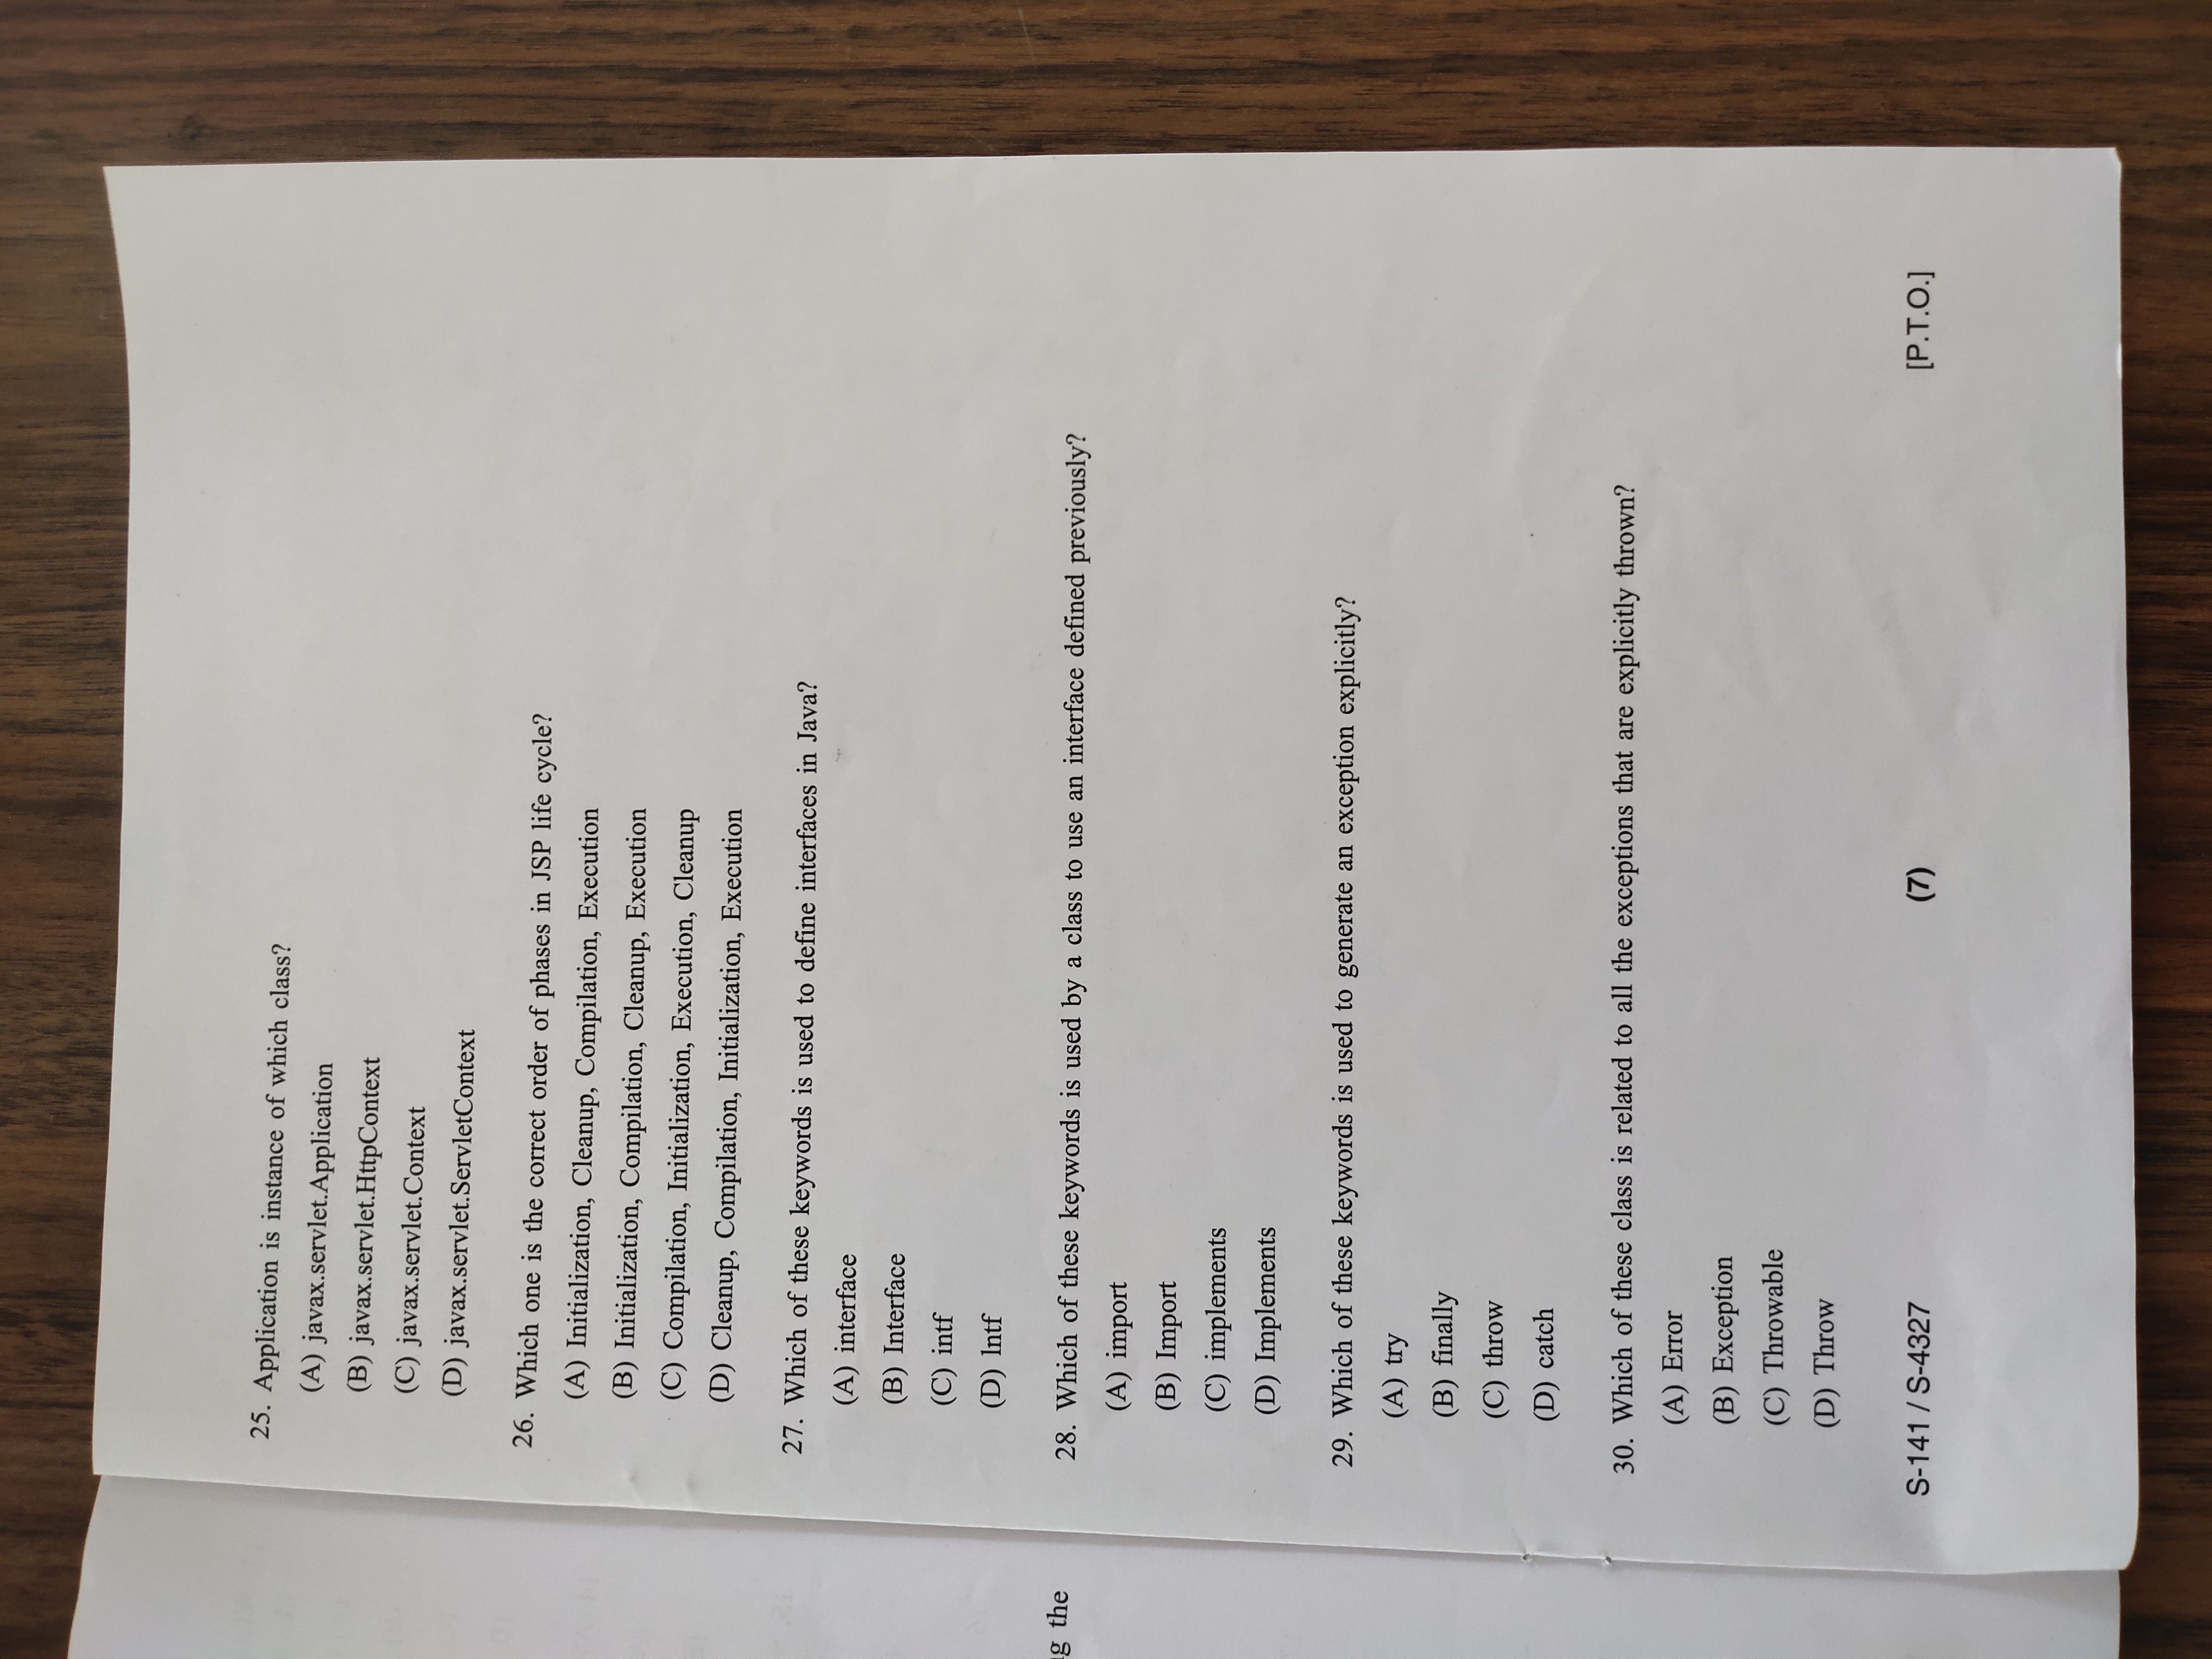 25. Application is instance of which class?
(A) javax.servlet.Application
(B) javax.servlet.HttpContext
(C) javax.servlet.Context
(D) javax.servlet.ServletContext
26. Which one is the correct order of phases in JSP life cycle?
(A) Initialization, Cleanup, Compilation, Execution
(B) Initialization, Compilation, Cleanup, Execution
(C) Compilation, Initialization, Execution, Cleanup
(D) Cleanup, Compilation, Initialization, Execution
27. Which of these keywords is used to define interfaces in Java?
(A) interface
(B) Interface
(C) intf
(D) lntf
g the
28. Which of these keywords is used by a class to use an interface defined previously?
(A) import
(B) Import
(C) implements
(D) Implements
29. Which of these keywords is used to generate an exception explicitly?
(A) try
(B) finally
(C) throw
(D) catch
30. Which of these class is related to all the exceptions that are explicitly thrown?
(A) Error
(B) Exception
(C) Throwable
(D) Throw
S-141 / S-4327 (7) [P.T.O.]